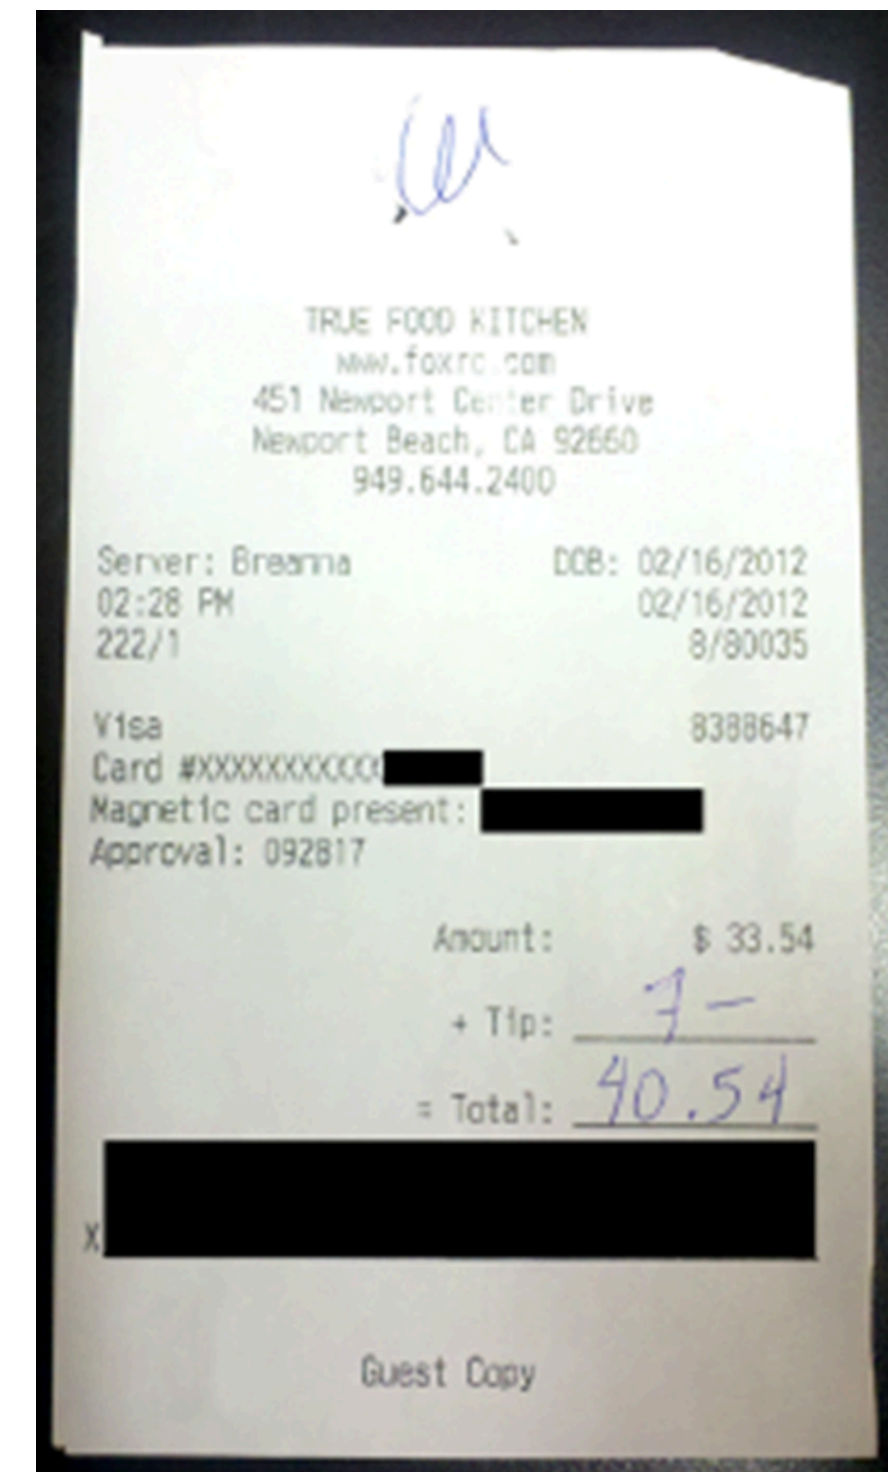 TRUE FOOD KITCHEN
www.foxrc.com
451 Newport Center Drive
Newport Beach, CA 92660
949.644.2400
Server: Breanna DOB: 02/16/2012
02:28 PM 02/16/2012
222/1 8/80035
Visa 8388647
Card #XXXXXXXXXXXX
Magnetic card present:
Approval: 092817
Amount: $ 33.54
+ Tip: 7 —
= Total: 40.54
X
Guest Copy